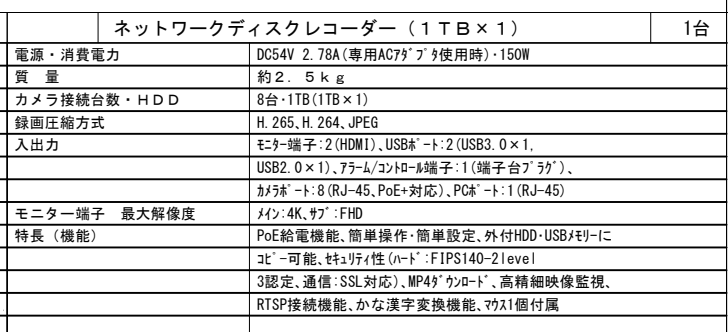 ネットワークディスクレコーダー（１ＴＢ×１） 1台
電源・消費電力 DC54V 2.78A(専用ACｱﾀﾞﾌﾟﾀ使用時)・150W
質　量 約２．５ｋｇ
カメラ接続台数・ＨＤＤ 8台・1TB(1TB×1)
録画圧縮方式 H.265、H.264、JPEG
入出力 ﾓﾆﾀｰ端子：2(HDMI)、USBﾎﾟｰﾄ：2(USB3.0×1,
USB2.0×1)、ｱﾗｰﾑ/ｺﾝﾄﾛｰﾙ端子：1(端子台ﾌﾟﾗｸﾞ)、
ｶﾒﾗﾎﾟｰﾄ：8(RJ-45、PoE+対応)、PCﾎﾟｰﾄ：1(RJ-45)
モニター端子　最大解像度 ﾒｲﾝ：4K、ｻﾌﾞ：FHD
特長（機能） PoE給電機能、簡単操作・簡単設定、外付HDD・USBﾒﾓﾘｰに
ｺﾋﾟｰ可能、ｾｷｭﾘﾃｨ性(ﾊｰﾄﾞ：FIPS140-2level
3認定、通信：SSL対応)、MP4ﾀﾞｳﾝﾛｰﾄﾞ、高精細映像監視、
RTSP接続機能、かな漢字変換機能、ﾏｳｽ1個付属